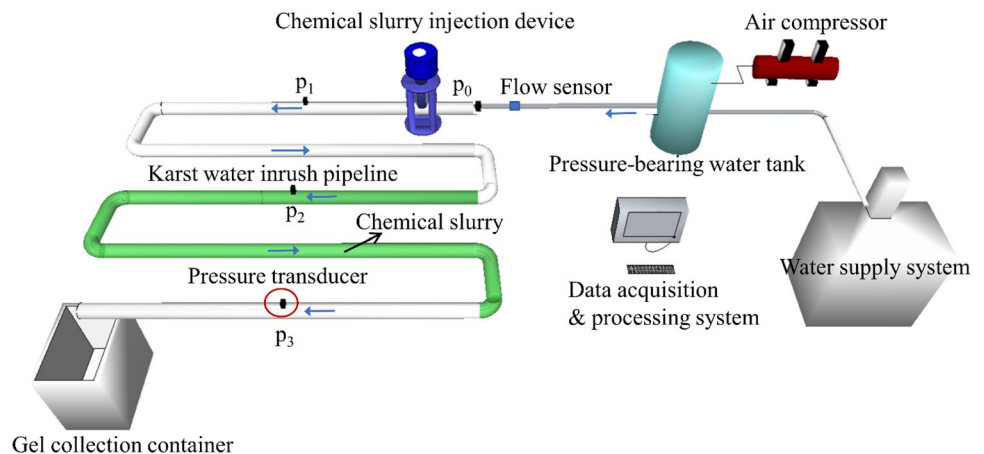 Chemical slurry injection device
Air compressor
p1
p0
Flow sensor
Pressure-bearing water tank
Karst water inrush pipeline
p2
Chemical slurry
Pressure transducer
Data acquisition
& processing system
Water supply system
p3
Gel collection container